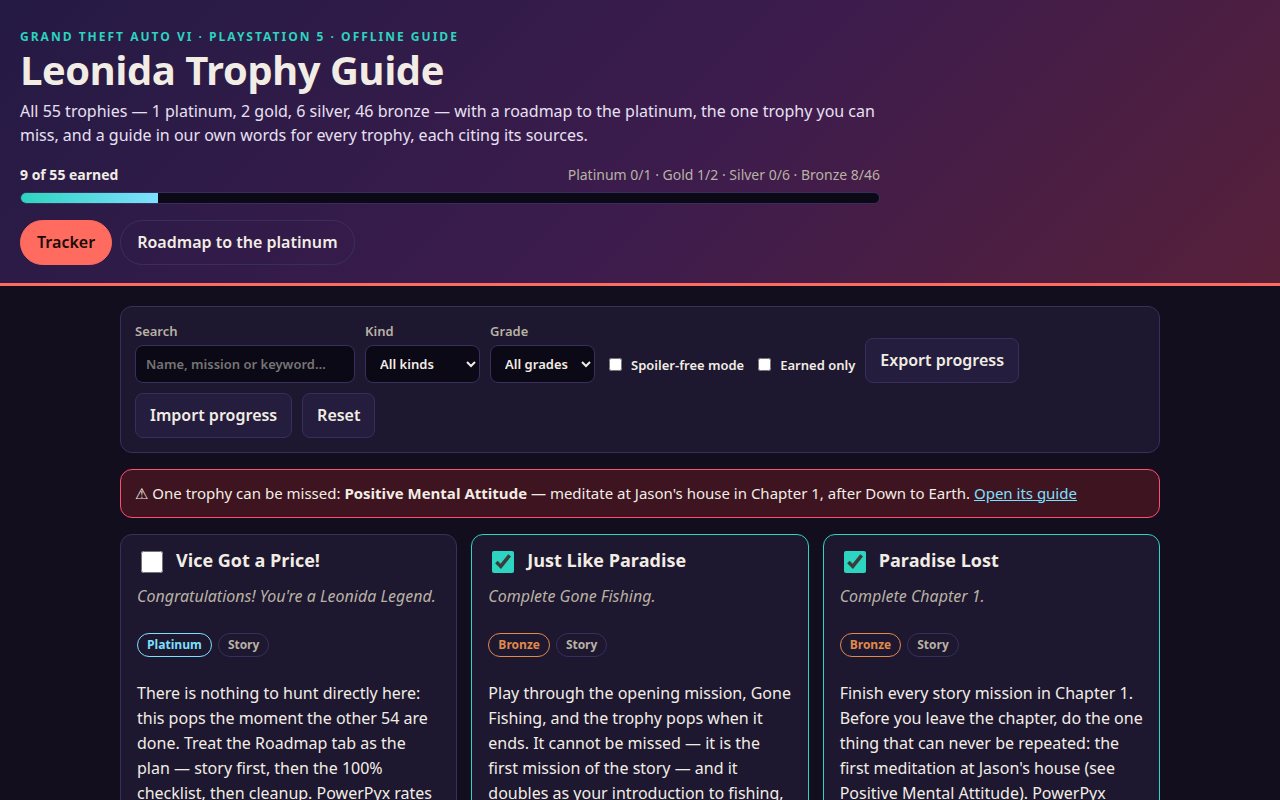 GRAND THEFT AUTO VI · PLAYSTATION 5 · OFFLINE GUIDE
Leonida Trophy Guide
All 55 trophies — 1 platinum, 2 gold, 6 silver, 46 bronze — with a roadmap to the platinum, the one trophy you can
miss, and a guide in our own words for every trophy, each citing its sources.
9 of 55 earned
Platinum 0/1 · Gold 1/2 · Silver 0/6 · Bronze 8/46
Tracker
Roadmap to the platinum
Search
Kind
Grade
Name, mission or keyword...
All kinds
All grades
Spoiler-free mode
Earned only
Export progress
Import progress
Reset
⚠ One trophy can be missed: Positive Mental Attitude — meditate at Jason's house in Chapter 1, after Down to Earth. Open its guide
Vice Got a Price!
Congratulations! You're a Leonida Legend.
Platinum
Story
There is nothing to hunt directly here:
this pops the moment the other 54 are
done. Treat the Roadmap tab as the
plan — story first, then the 100%
checklist, then cleanup. PowerPyx rates
Just Like Paradise
Complete Gone Fishing.
Bronze
Story
Play through the opening mission, Gone
Fishing, and the trophy pops when it
ends. It cannot be missed — it is the
first mission of the story — and it
doubles as your introduction to fishing,
Paradise Lost
Complete Chapter 1.
Bronze
Story
Finish every story mission in Chapter 1.
Before you leave the chapter, do the one
thing that can never be repeated: the
first meditation at Jason's house (see
Positive Mental Attitude). PowerPyx